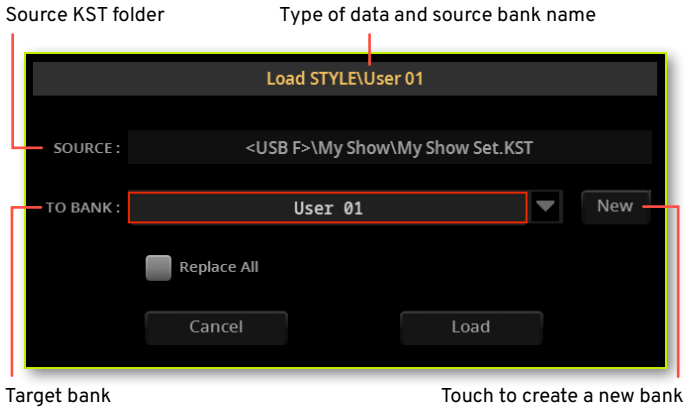 Source KST folder
Type of data and source bank name
Load STYLE\User 01
SOURCE :
<USB F>\My Show\My Show Set.KST
TO BANK :
User 01
New
Replace All
Cancel
Load
Target bank
Touch to create a new bank